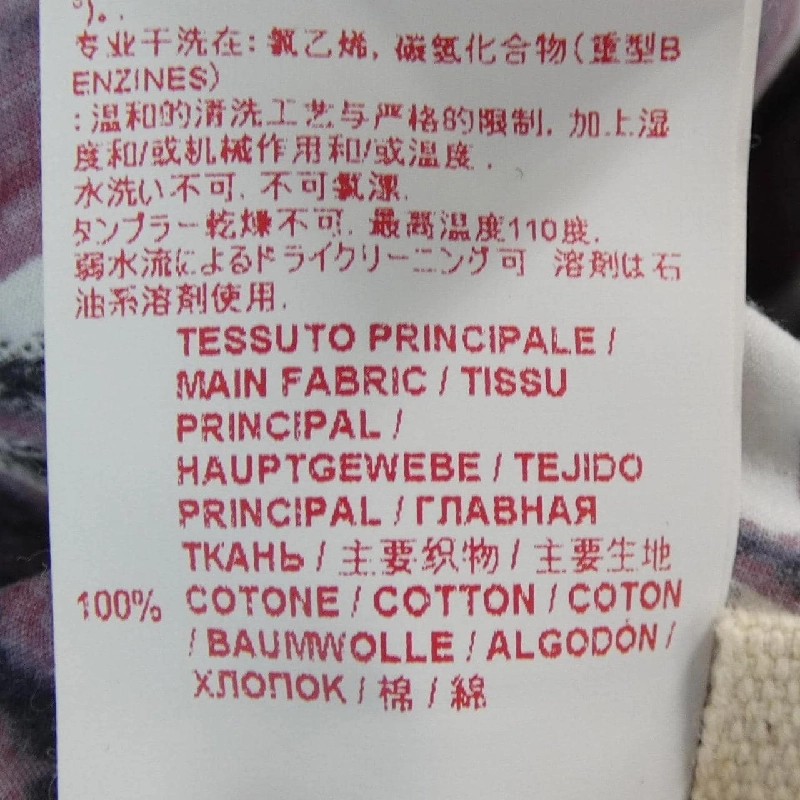 ).
专业干洗在: 氯乙烯, 碳氢化合物(重型B
ENZINES)
:温和的清洗工艺与严格的限制, 加上湿
度和/或机械作用和/或温度.
水洗い不可, 不可氯漂.
タンブラー乾燥不可, 最高温度110度.
弱水流によるドライクリーニング可 溶剤は石
油系溶剤使用.
TESSUTO PRINCIPALE /
MAIN FABRIC / TISSU
PRINCIPAL /
HAUPTGEWEBE / TEJIDO
PRINCIPAL / ГЛАВНАЯ
ТКАНЬ / 主要织物 / 主要生地
100% COTONE / COTTON / COTON
/ BAUMWOLLE / ALGODÓN /
ХЛОПОК / 棉 / 綿